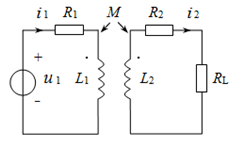 i1 R1 M R2 i2
+
u1 L1 L2 RL
-